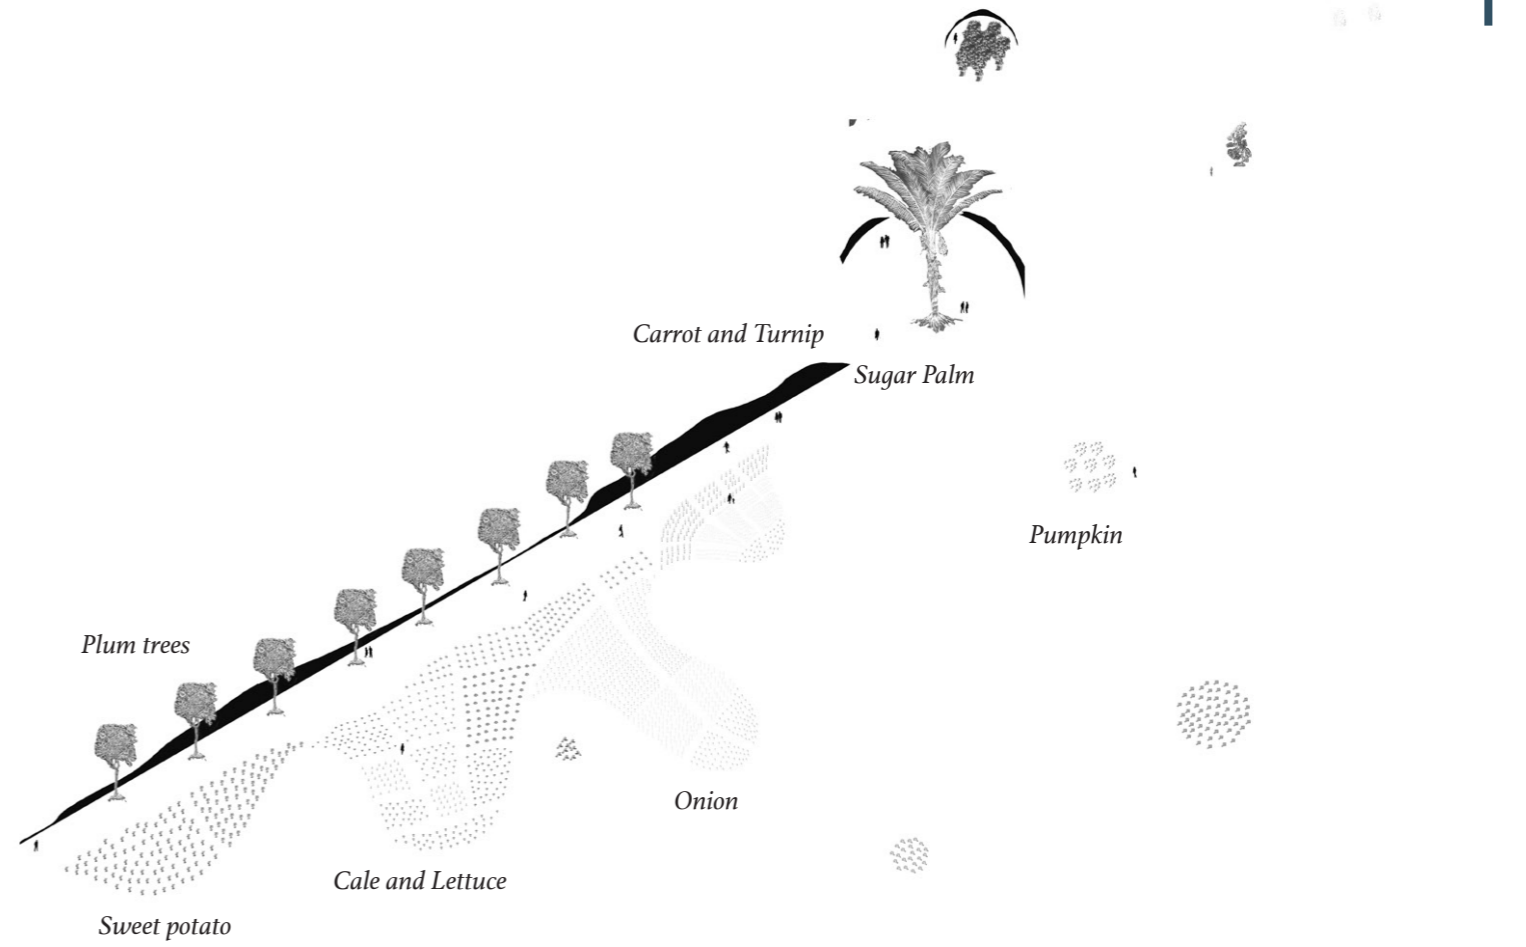 Carrot and Turnip
Sugar Palm
Pumpkin
Plum trees
Onion
Cale and Lettuce
Sweet potato